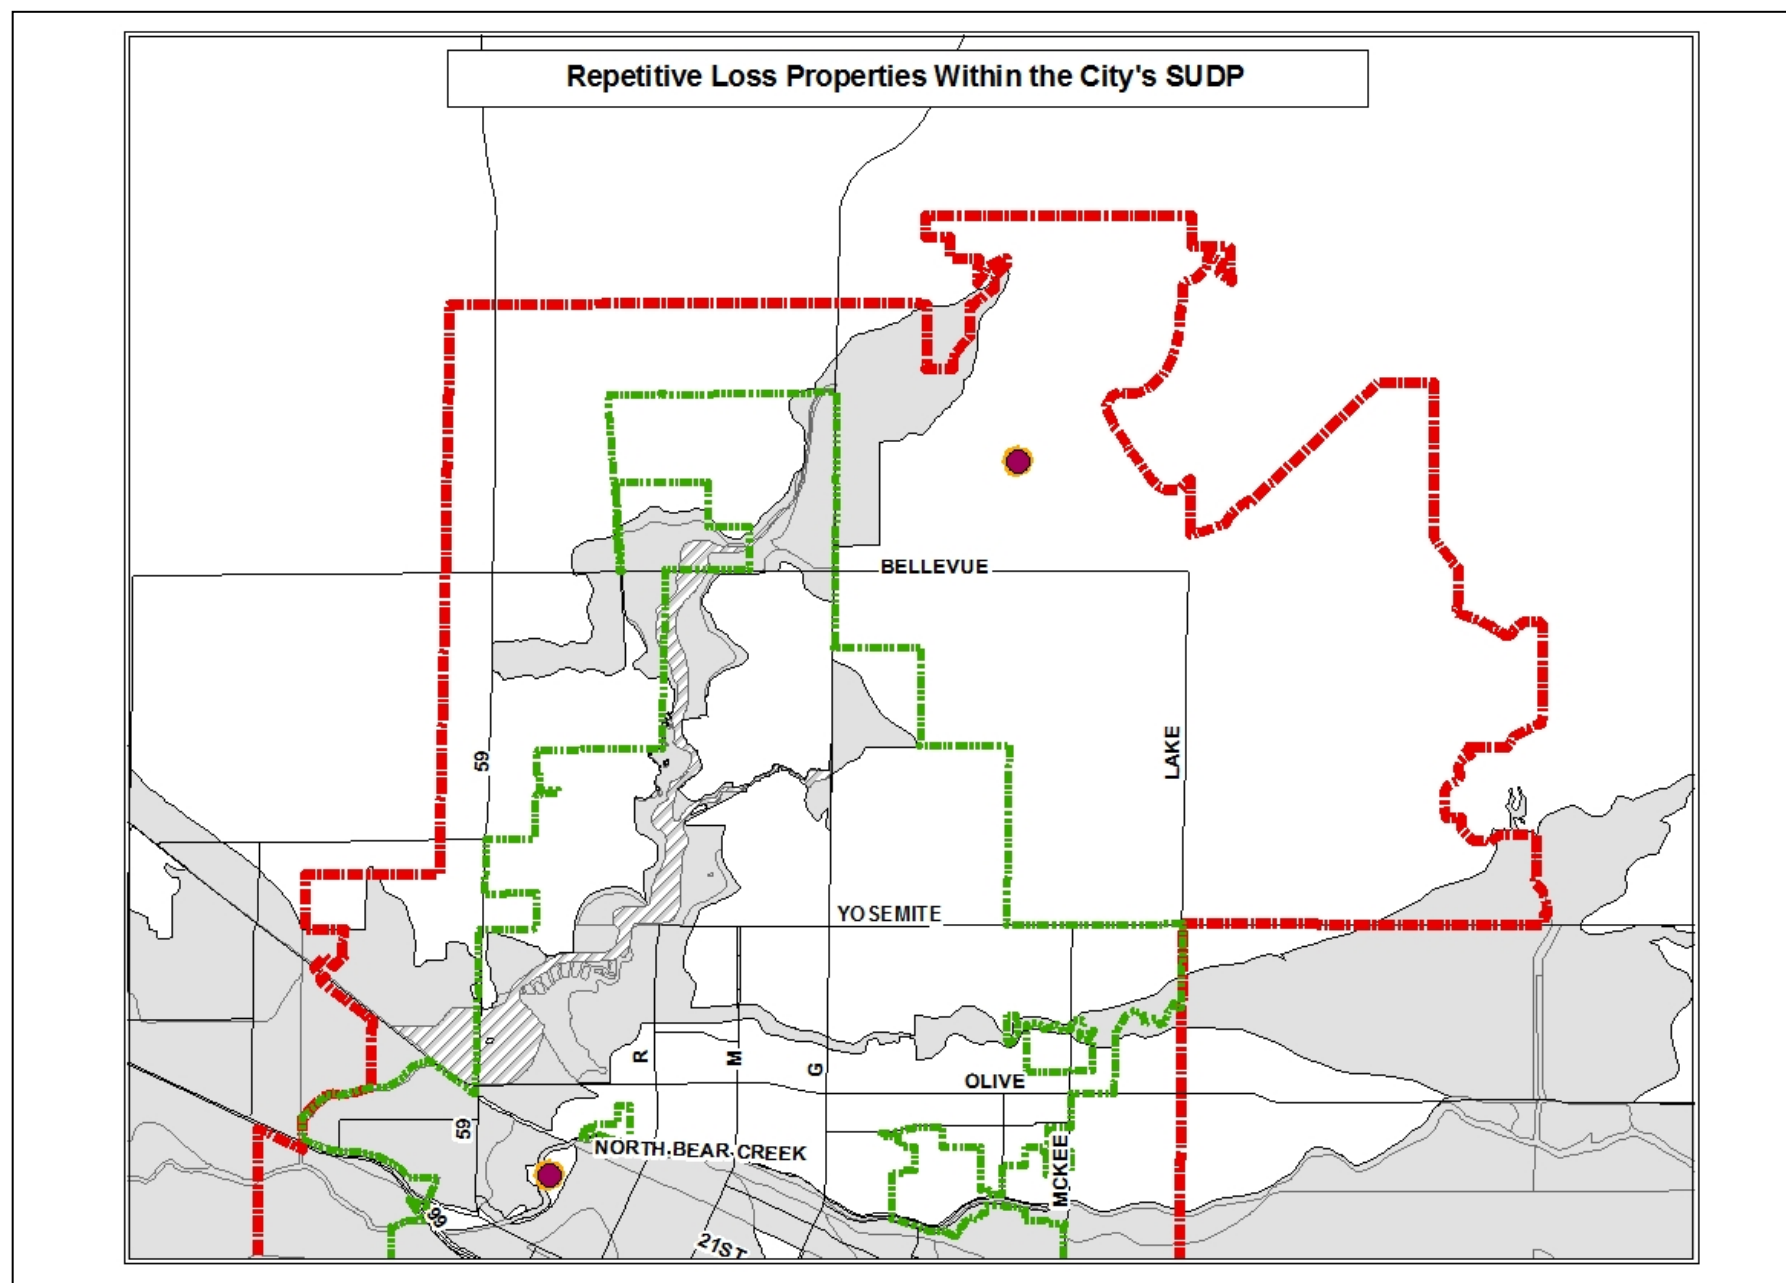 Repetitive Loss Properties Within the City's SUDP
BELLEVUE
59
LAKE
YOSEMITE
R
M
G
OLIVE
59
NORTH BEAR CREEK
MCKEE
99
21ST